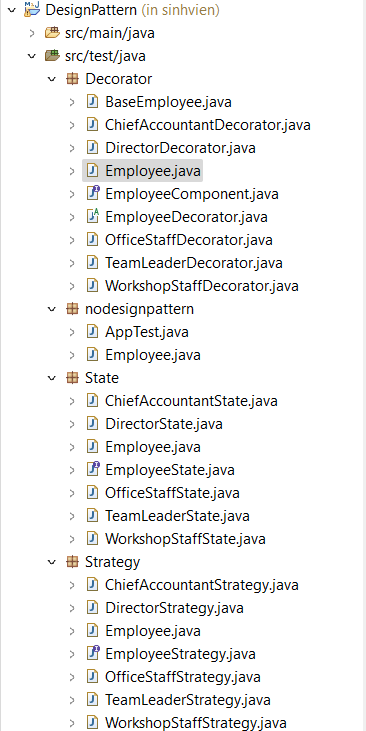 DesignPattern (in sinhvien)
src/main/java
src/test/java
Decorator
BaseEmployee.java
ChiefAccountantDecorator.java
DirectorDecorator.java
Employee.java
EmployeeComponent.java
EmployeeDecorator.java
OfficeStaffDecorator.java
TeamLeaderDecorator.java
WorkshopStaffDecorator.java
nodesignpattern
AppTest.java
Employee.java
State
ChiefAccountantState.java
DirectorState.java
Employee.java
EmployeeState.java
OfficeStaffState.java
TeamLeaderState.java
WorkshopStaffState.java
Strategy
ChiefAccountantStrategy.java
DirectorStrategy.java
Employee.java
EmployeeStrategy.java
OfficeStaffStrategy.java
TeamLeaderStrategy.java
WorkshopStaffStrategy.java